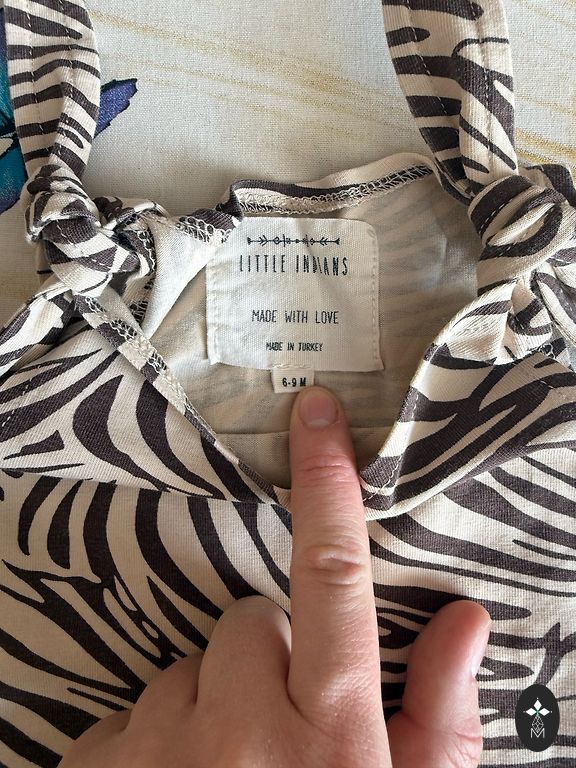 LITTLE INDIANS
MADE WITH LOVE
MADE IN TURKEY
6-9 M
M